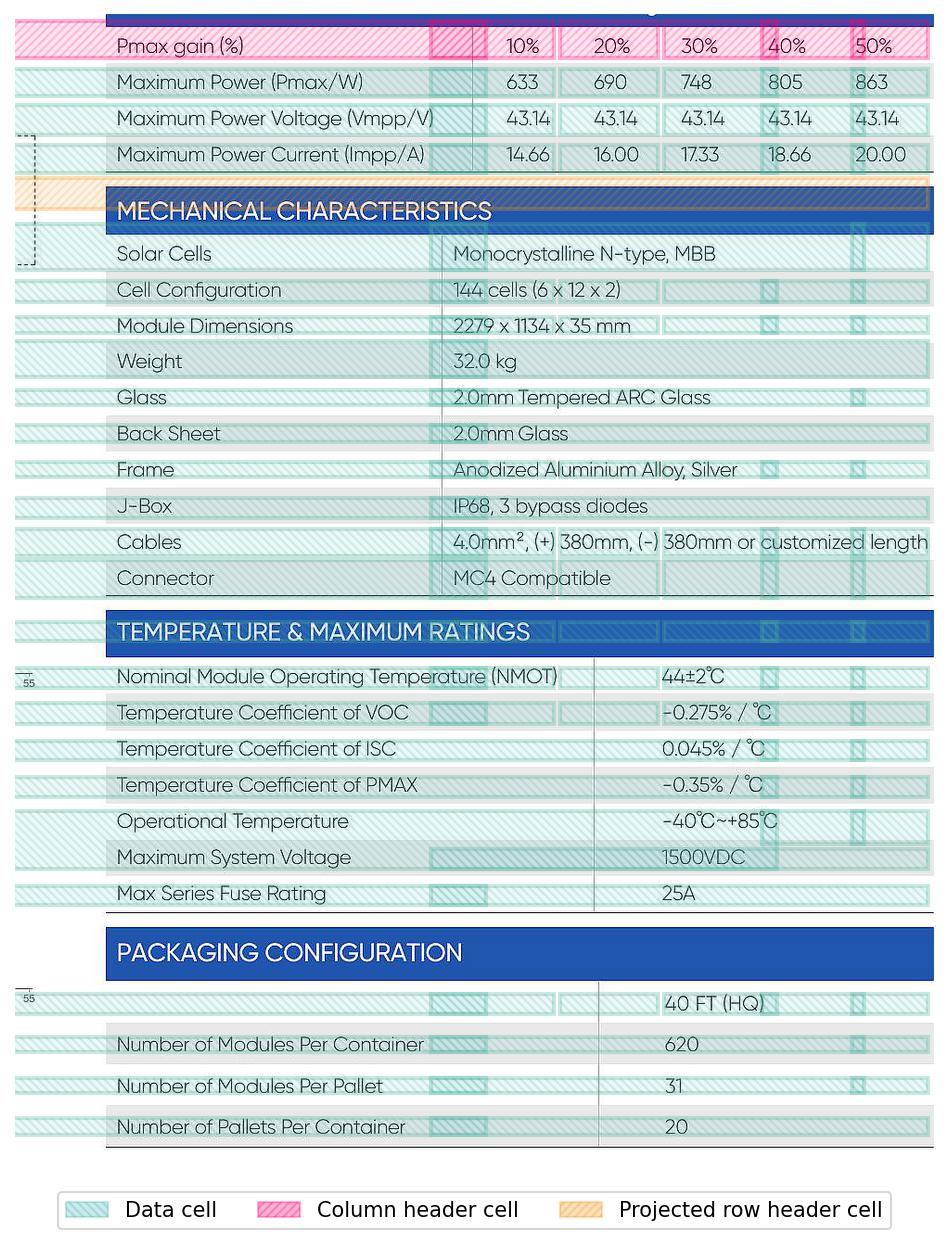 Pmax gain (%) 10% 20% 30% 40% 50%
Maximum Power (Pmax/W) 633 690 748 805 863
Maximum Power Voltage (Vmpp/V) 43.14 43.14 43.14 43.14 43.14
Maximum Power Current (Impp/A) 14.66 16.00 17.33 18.66 20.00
MECHANICAL CHARACTERISTICS
Solar Cells Monocrystalline N-type, MBB
Cell Configuration 144 cells (6 x 12 x 2)
Module Dimensions 2279 x 1134 x 35 mm
Weight 32.0 kg
Glass 2.0mm Tempered ARC Glass
Back Sheet 2.0mm Glass
Frame Anodized Aluminium Alloy, Silver
J-Box IP68, 3 bypass diodes
Cables 4.0mm², (+) 380mm, (-) 380mm or customized length
Connector MC4 Compatible
TEMPERATURE & MAXIMUM RATINGS
55 Nominal Module Operating Temperature (NMOT) 44±2℃
Temperature Coefficient of VOC -0.275% / ℃
Temperature Coefficient of ISC 0.045% / ℃
Temperature Coefficient of PMAX -0.35% / ℃
Operational Temperature -40℃~+85℃
Maximum System Voltage 1500VDC
Max Series Fuse Rating 25A
PACKAGING CONFIGURATION
55 40 FT (HQ)
Number of Modules Per Container 620
Number of Modules Per Pallet 31
Number of Pallets Per Container 20
Data cell Column header cell Projected row header cell